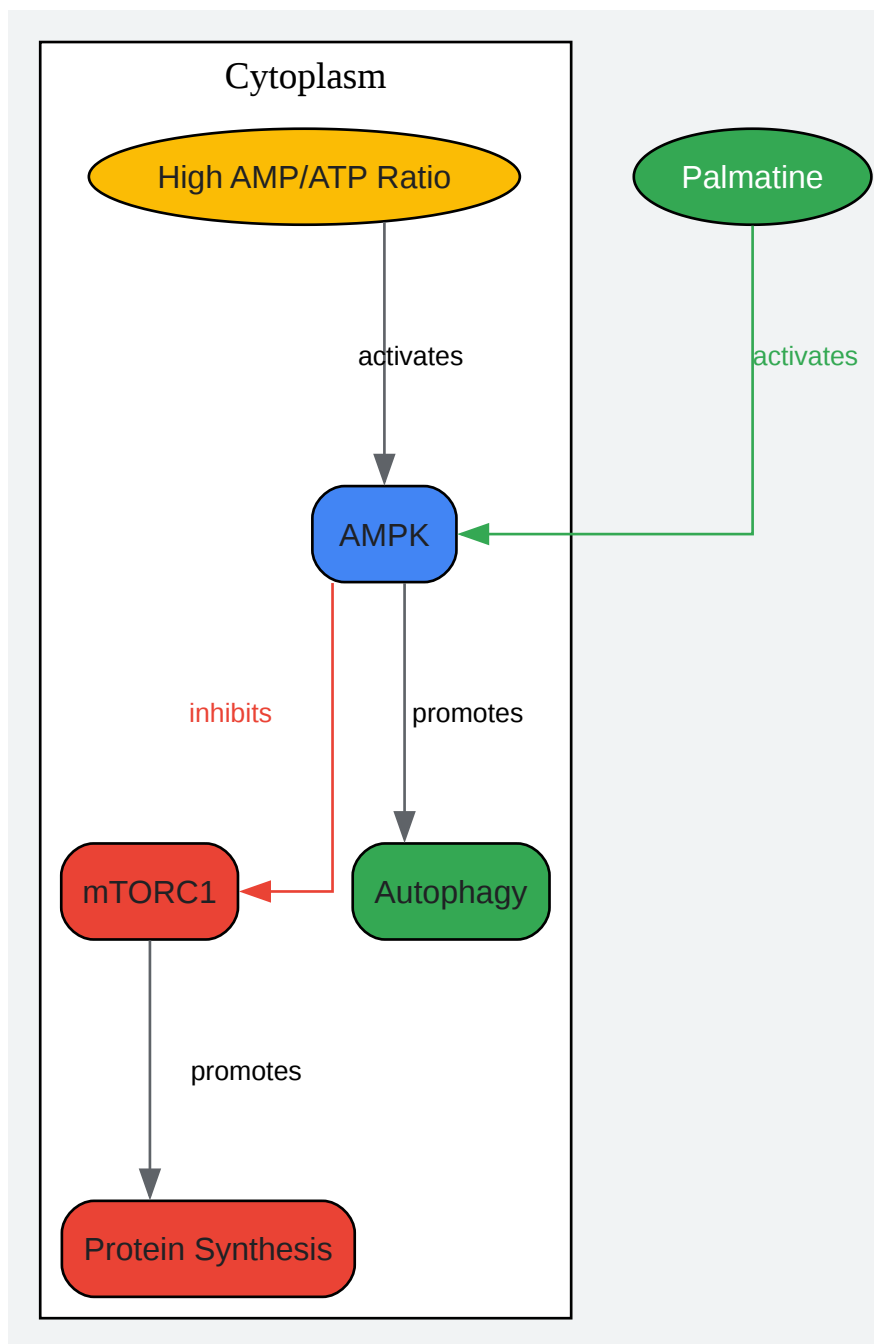 Cytoplasm
High AMP/ATP Ratio
Palmatine
activates
activates
AMPK
inhibits
promotes
mTORC1
Autophagy
promotes
Protein Synthesis